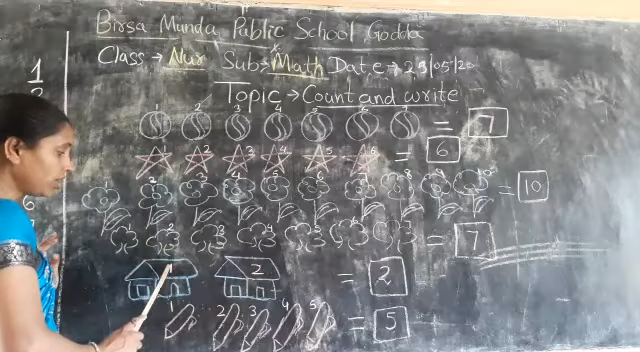 Birsa Munda Public School, Godda
Class → Nur Sub → Math Date → 23/05/20
Topic → Count and write
1 2 3 4 5 6 7 = 7
1 2 3 4 5 6 = 6
1 2 3 4 5 6 7 8 9 10 = 10
1 2 3 4 5 6 7 = 7
1 2 = 2
1 2 3 4 5 = 5
1
2
6